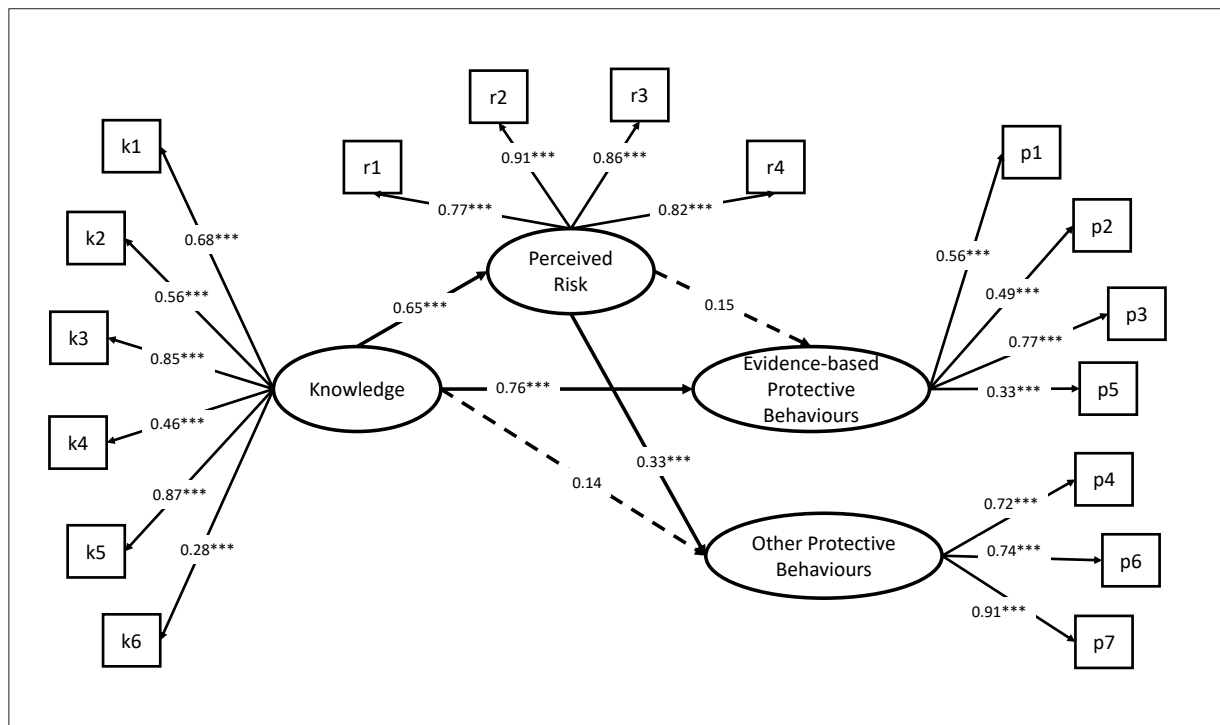 r2
r3
k1
p1
r1
0.91***
0.86***
r4
0.77***
0.82***
k2
0.68***
p2
Perceived
Risk
0.56***
0.56***
0.49***
k3
0.65***
0.15
p3
0.85***
0.77***
Knowledge
0.76***
Evidence-based
Protective
Behaviours
0.33***
p5
k4
0.46***
0.33***
p4
0.14
0.72***
k5
0.87***
Other Protective
Behaviours
0.74***
p6
0.28***
0.91***
k6
p7